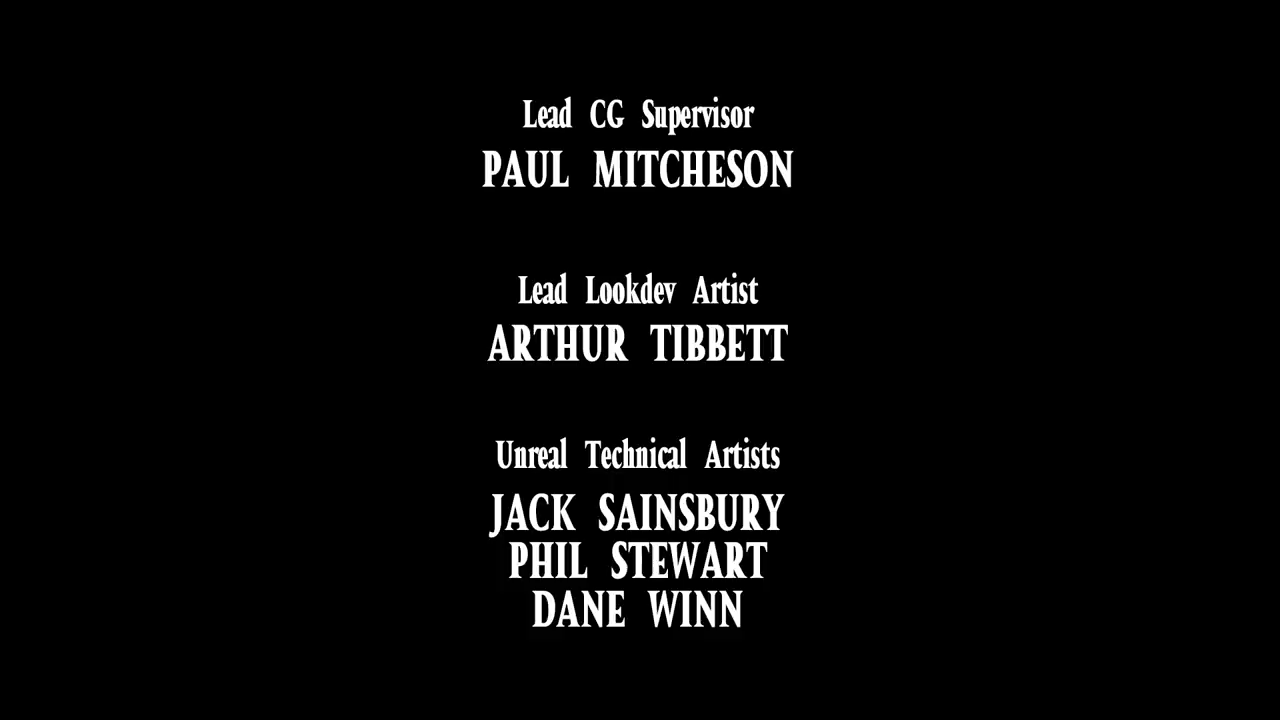 Lead CG Supervisor
PAUL MITCHESON
Lead Lookdev Artist
ARTHUR TIBBETT
Unreal Technical Artists
JACK SAINSBURY
PHIL STEWART
DANE WINN